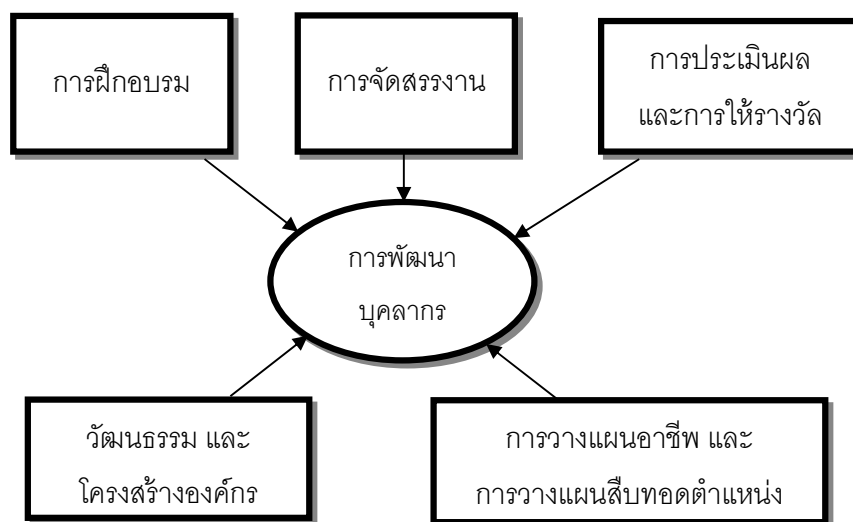 การฝึกอบรม
การจัดสรรงาน
การประเมินผล
และการให้รางวัล
การพัฒนา
บุคลากร
วัฒนธรรม และ
โครงสร้างองค์กร
การวางแผนอาชีพ และ
การวางแผนสืบทอดตำแหน่ง